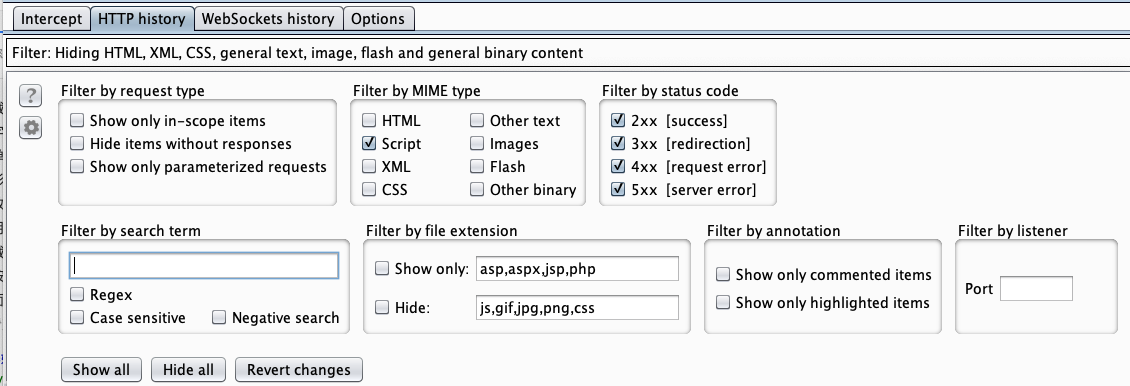 Intercept HTTP history WebSockets history Options
Filter: Hiding HTML, XML, CSS, general text, image, flash and general binary content
?
Filter by request type
Show only in-scope items
Hide items without responses
Show only parameterized requests
Filter by MIME type
HTML Other text
Script Images
XML Flash
CSS Other binary
Filter by status code
2xx [success]
3xx [redirection]
4xx [request error]
5xx [server error]
Filter by search term
Regex
Case sensitive Negative search
Filter by file extension
Show only: asp,aspx,jsp,php
Hide: js,gif,jpg,png,css
Filter by annotation
Show only commented items
Show only highlighted items
Filter by listener
Port
Show all Hide all Revert changes